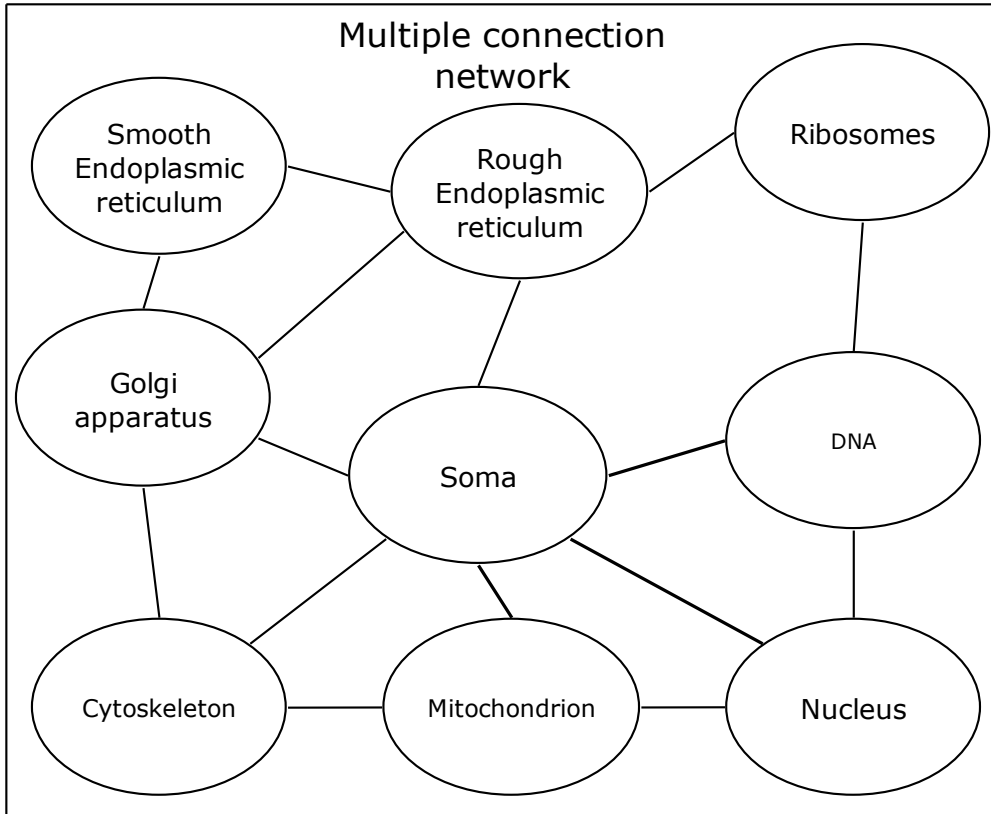 Multiple connection
network
Smooth
Endoplasmic
reticulum
Rough
Endoplasmic
reticulum
Ribosomes
Golgi
apparatus
Soma
DNA
Cytoskeleton
Mitochondrion
Nucleus